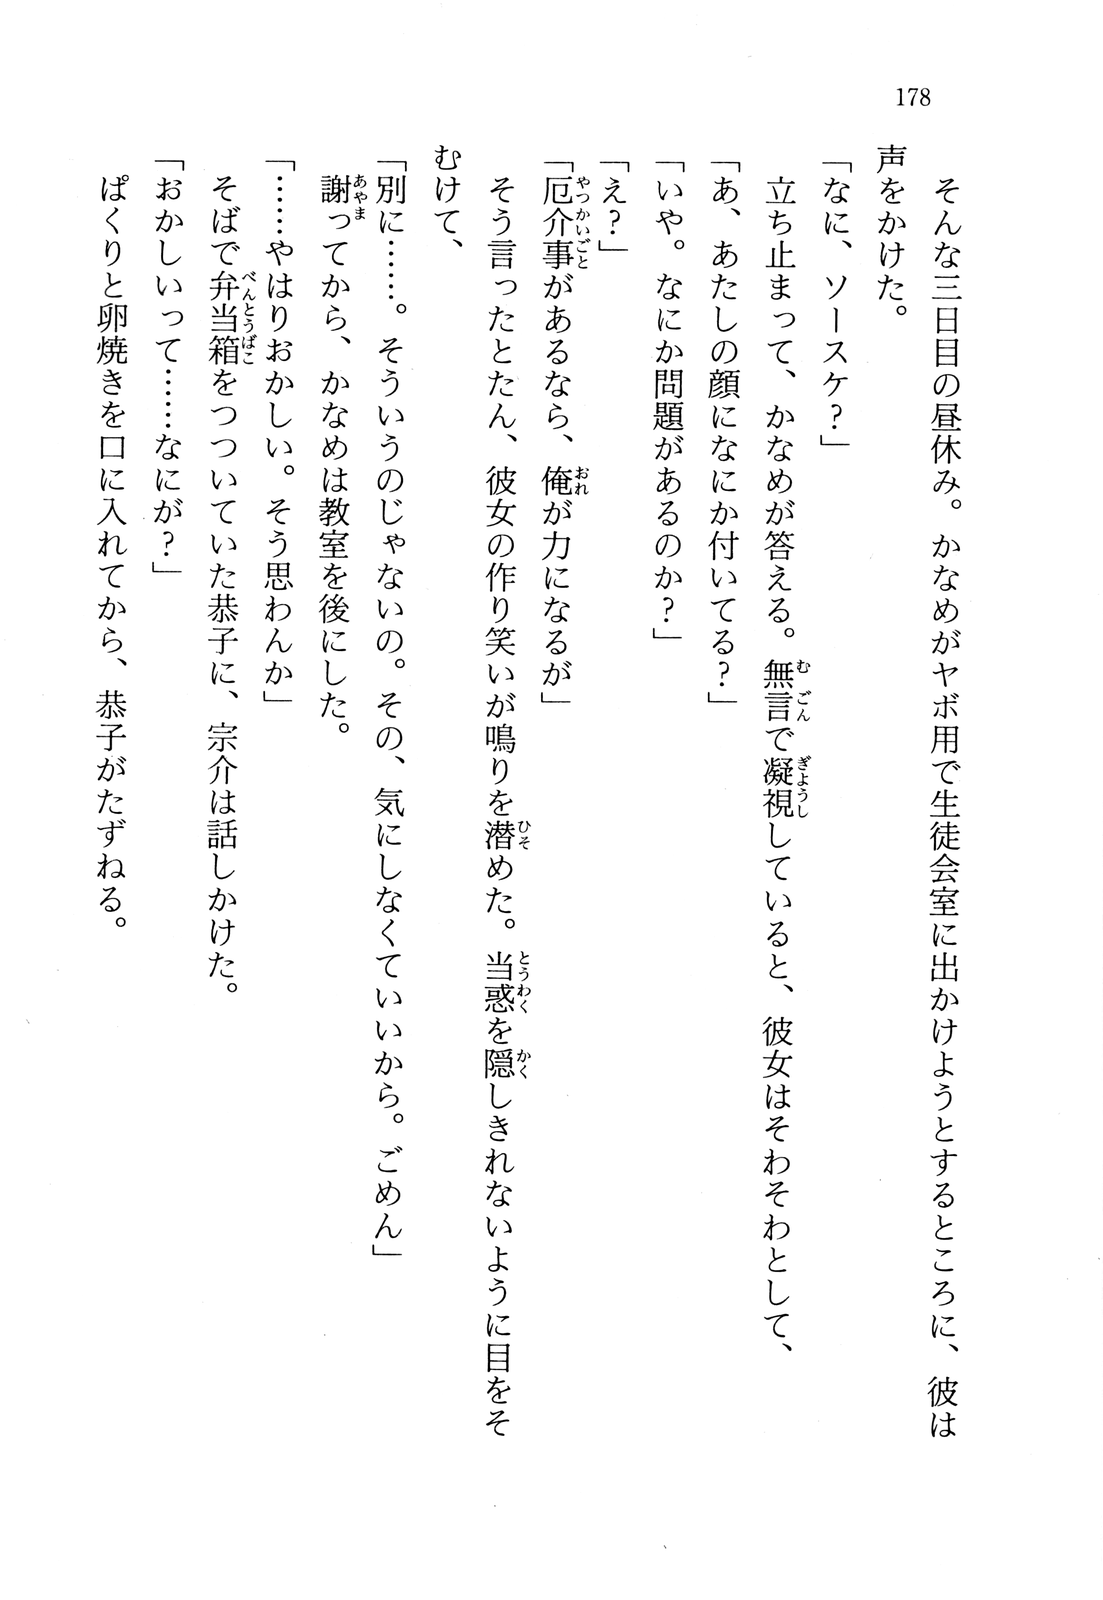 178
そんな三日目の昼休み。かなめがヤボ用で生徒会室に出かけようとするところに、彼は
声をかけた。
「なに、ソースケ？」
立ち止まって、かなめが答える。無言で凝視していると、彼女はそわそわとして、
「あ、あたしの顔になにか付いてる？」
「いや。なにか問題があるのか？」
「え？」
「厄介事があるなら、俺が力になるが」
そう言ったとたん、彼女の作り笑いが鳴りを潜めた。当惑を隠しきれないように目をそ
むけて、
「別に……。そういうのじゃないの。その、気にしなくていいから。ごめん」
謝ってから、かなめは教室を後にした。
「……やはりおかしい。そう思わんか」
そばで弁当箱をつついていた恭子に、宗介は話しかけた。
「おかしいって……なにが？」
ぱくりと卵焼きを口に入れてから、恭子がたずねる。